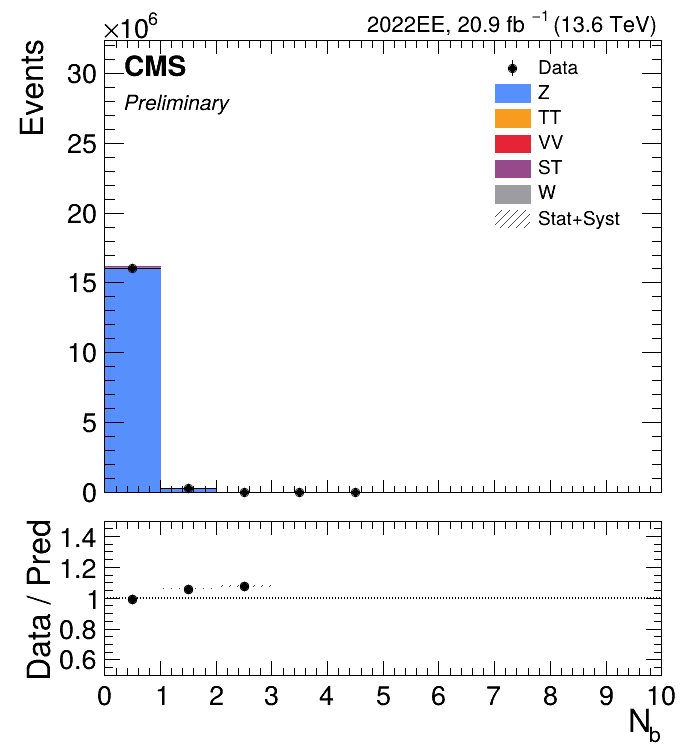 ×10⁶
2022EE, 20.9 fb ⁻¹ (13.6 TeV)
Events
CMS
Preliminary
Data
Z
TT
VV
ST
W
Stat+Syst
30
25
20
15
10
5
0
Data / Pred
1.4
1.2
1
0.8
0.6
0 1 2 3 4 5 6 7 8 9 10
N_b